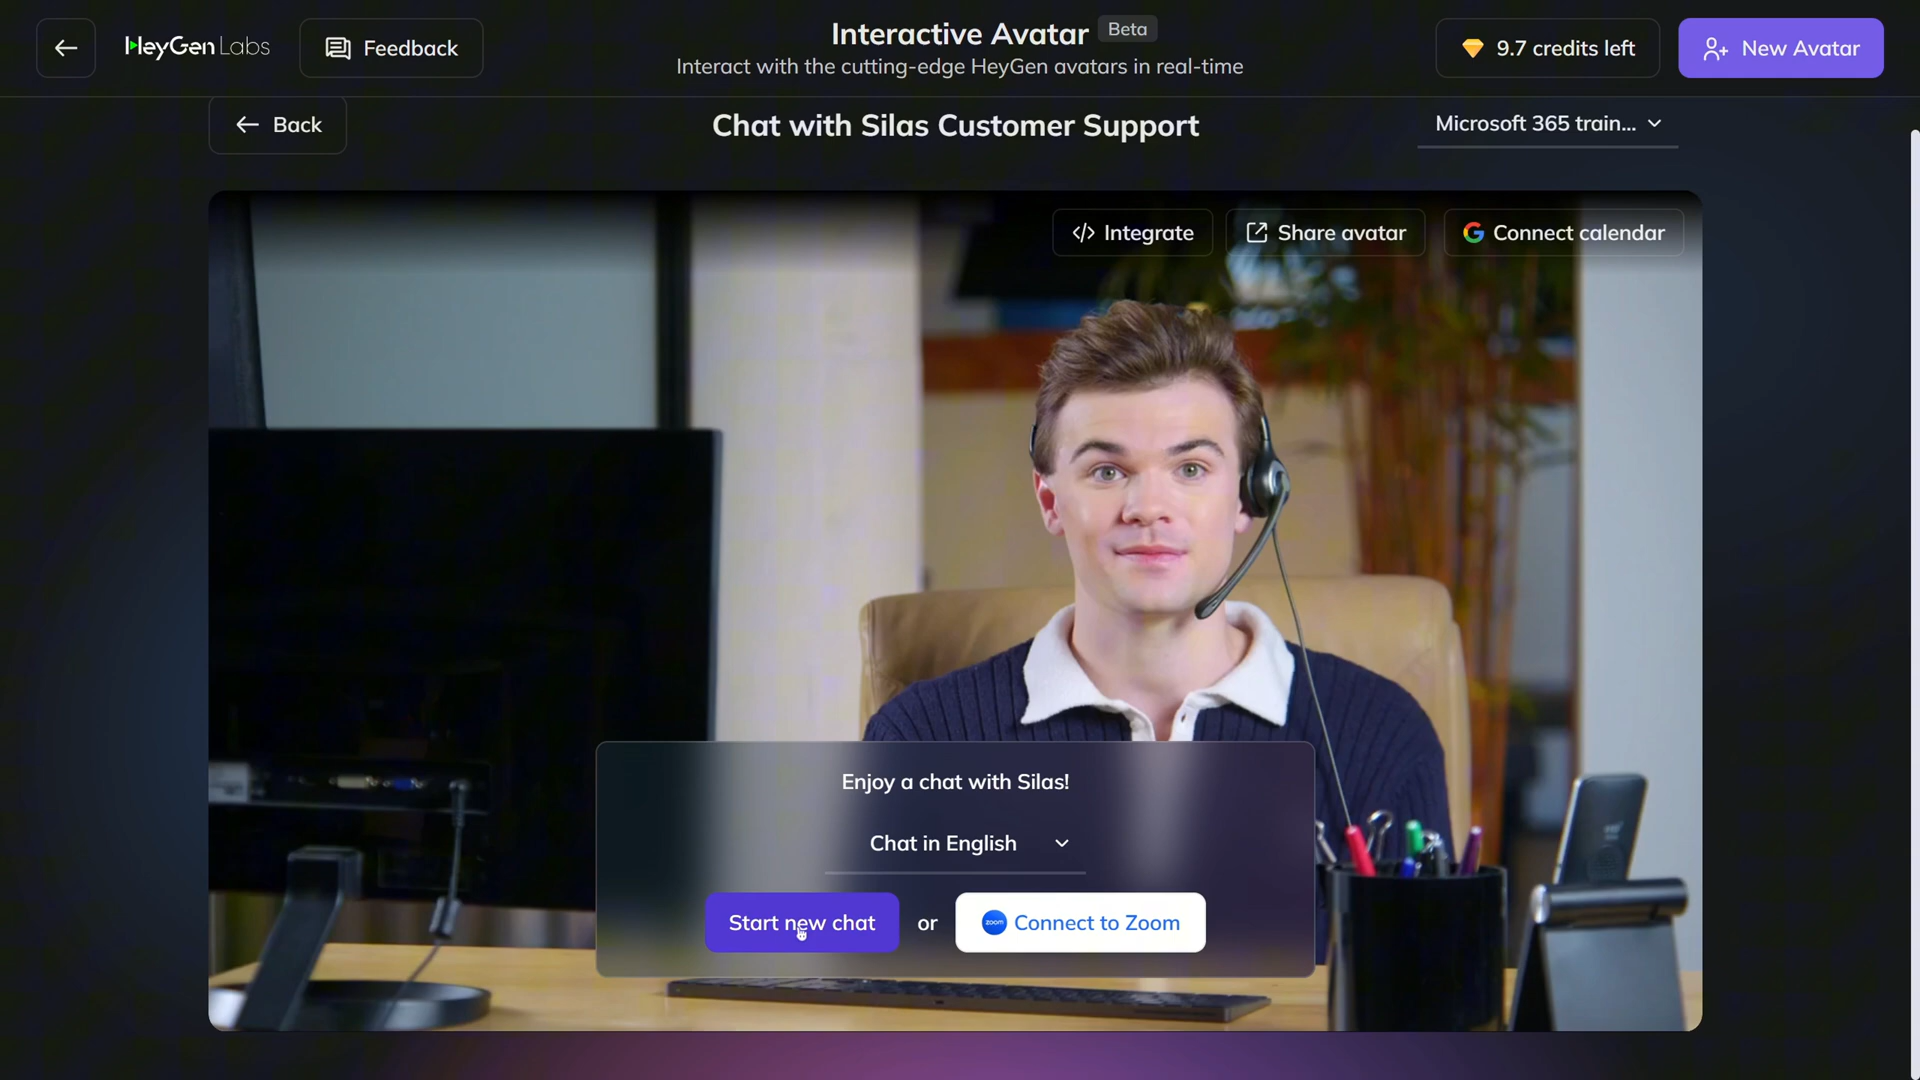 HeyGen Labs
Feedback
Interactive Avatar Beta
Interact with the cutting-edge HeyGen avatars in real-time
9.7 credits left
New Avatar
Back
Chat with Silas Customer Support
Microsoft 365 train...
</> Integrate
Share avatar
Connect calendar
Enjoy a chat with Silas!
Chat in English
Start new chat
or
zoom Connect to Zoom